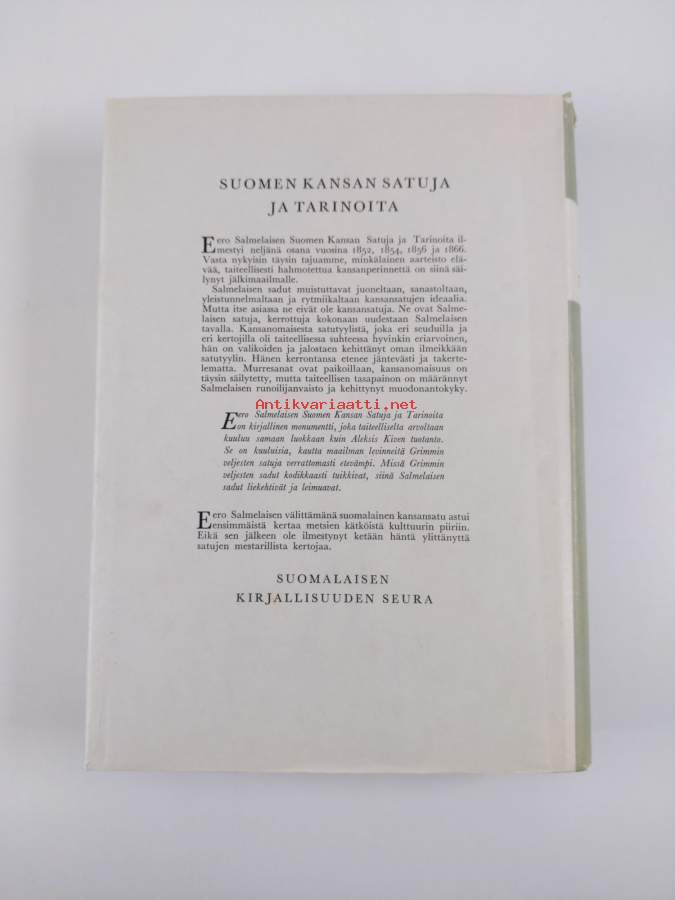 SUOMEN KANSAN SATUJA
JA TARINOITA
Eero Salmelaisen Suomen Kansan Satuja ja Tarinoita il-
mestyi neljänä osana vuosina 1852, 1854, 1856 ja 1866.
Vasta nykyisin täysin tajuamme, minkälainen aarteisto elä-
vää, taiteellisesti hahmotettua kansanperinnettä on siinä säi-
lynyt jälkimaailmalle.
Salmelaisen sadut muistuttavat juoneltaan, sanastoltaan,
yleistunnelmaltaan ja rytmiikaltaan kansansatujen ideaalia.
Mutta itse asiassa ne eivät ole kansansatuja. Ne ovat Salme-
laisen satuja, kerrottuja kokonaan uudestaan Salmelaisen
tavalla. Kansanomaisesta satutyylistä, joka eri seuduilla ja
eri kertojilla oli taiteellisessa suhteessa hyvinkin eriarvoinen,
hän on valikoiden ja jalostaen kehittänyt oman ilmeikkään
satutyylin. Hänen kerrontansa etenee jäntevästi ja takerte-
lematta. Murresanat ovat paikoillaan, kansanomaisuus on
täysin säilytetty, mutta taiteellisen tasapainon on määrännyt
Salmelaisen runoilijanvaisto ja kehittynyt muodonantokyky.
Antikvariaatti.net
Eero Salmelaisen Suomen Kansan Satuja ja Tarinoita
on kirjallinen monumentti, joka taiteelliselta arvoltaan
kuuluu samaan luokkaan kuin Aleksis Kiven tuotanto.
Se on kuuluisia, kautta maailman levinneitä Grimmin
veljesten satuja verrattomasti etevämpi. Missä Grimmin
veljesten sadut kodikkaasti tuikkivat, siinä Salmelaisen
sadut liekehtivät ja leimuavat.
Eero Salmelaisen välittämänä suomalainen kansansatu astui
ensimmäistä kertaa metsien kätköistä kulttuurin piiriin.
Eikä sen jälkeen ole ilmestynyt ketään häntä ylittänyttä
satujen mestarillista kertojaa.
SUOMALAISEN
KIRJALLISUUDEN SEURA